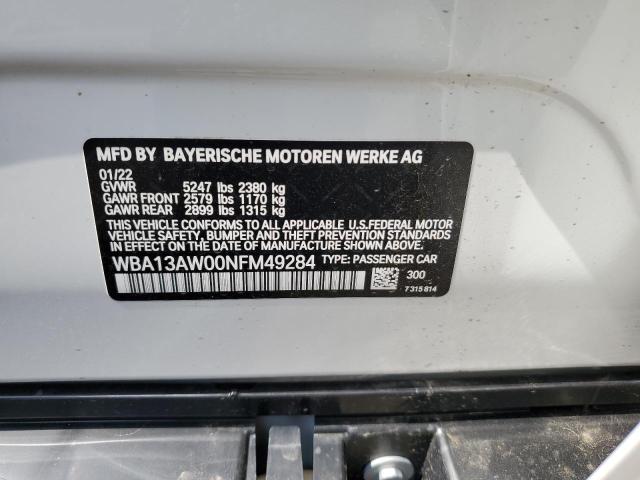 MFD BY BAYERISCHE MOTOREN WERKE AG
01/22
GVWR 5247 lbs 2380 kg
GAWR FRONT 2579 lbs 1170 kg
GAWR REAR 2899 lbs 1315 kg
THIS VEHICLE CONFORMS TO ALL APPLICABLE U.S.FEDERAL MOTOR
VEHICLE SAFETY, BUMPER AND THEFT PREVENTION STANDARDS
IN EFFECT ON THE DATE OF MANUFACTURE SHOWN ABOVE.
WBA13AW00NFM49284 TYPE: PASSENGER CAR
300
7315814